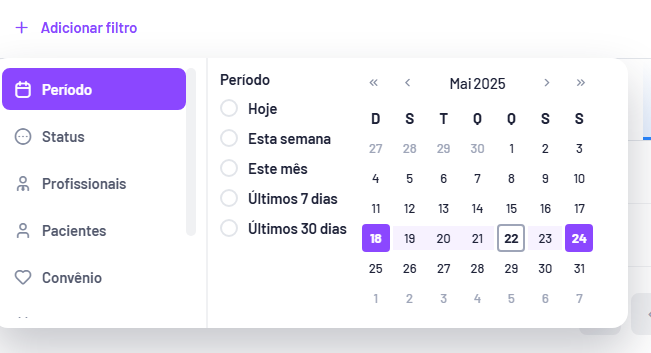 + Adicionar filtro
Período
Status
Profissionais
Pacientes
Convênio
Período
Hoje
Esta semana
Este mês
Últimos 7 dias
Últimos 30 dias
« ‹ Mai 2025 › »
D S T Q Q S S
27 28 29 30 1 2 3
4 5 6 7 8 9 10
11 12 13 14 15 16 17
18 19 20 21 22 23 24
25 26 27 28 29 30 31
1 2 3 4 5 6 7